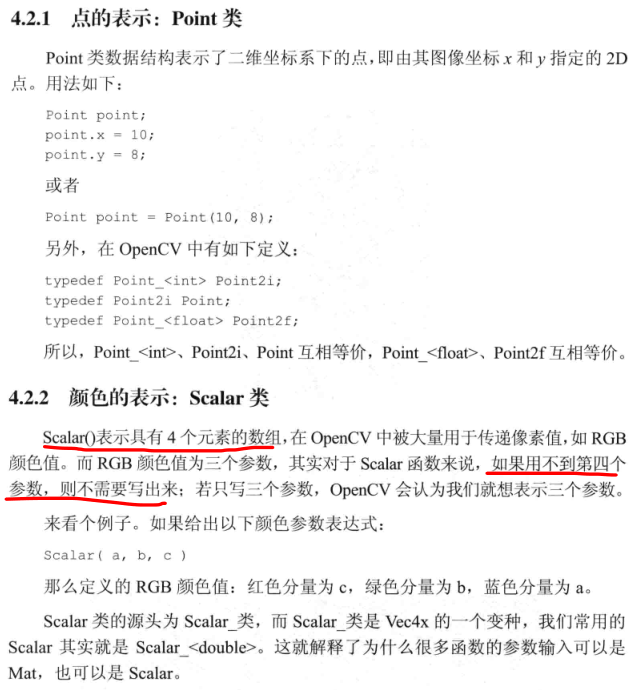 4.2.1 点的表示：Point 类
Point 类数据结构表示了二维坐标系下的点，即由其图像坐标 x 和 y 指定的 2D
点。用法如下：
Point point;
point.x = 10;
point.y = 8;
或者
Point point = Point(10, 8);
另外，在 OpenCV 中有如下定义：
typedef Point_<int> Point2i;
typedef Point2i Point;
typedef Point_<float> Point2f;
所以，Point_<int>、Point2i、Point 互相等价，Point_<float>、Point2f 互相等价。
4.2.2 颜色的表示：Scalar 类
Scalar()表示具有 4 个元素的数组，在 OpenCV 中被大量用于传递像素值，如 RGB
颜色值。而 RGB 颜色值为三个参数，其实对于 Scalar 函数来说，如果用不到第四个
参数，则不需要写出来；若只写三个参数，OpenCV 会认为我们就想表示三个参数。
来看个例子。如果给出以下颜色参数表达式：
Scalar( a, b, c )
那么定义的 RGB 颜色值：红色分量为 c，绿色分量为 b，蓝色分量为 a。
Scalar 类的源头为 Scalar_类，而 Scalar_类是 Vec4x 的一个变种，我们常用的
Scalar 其实就是 Scalar_<double>。这就解释了为什么很多函数的参数输入可以是
Mat，也可以是 Scalar。